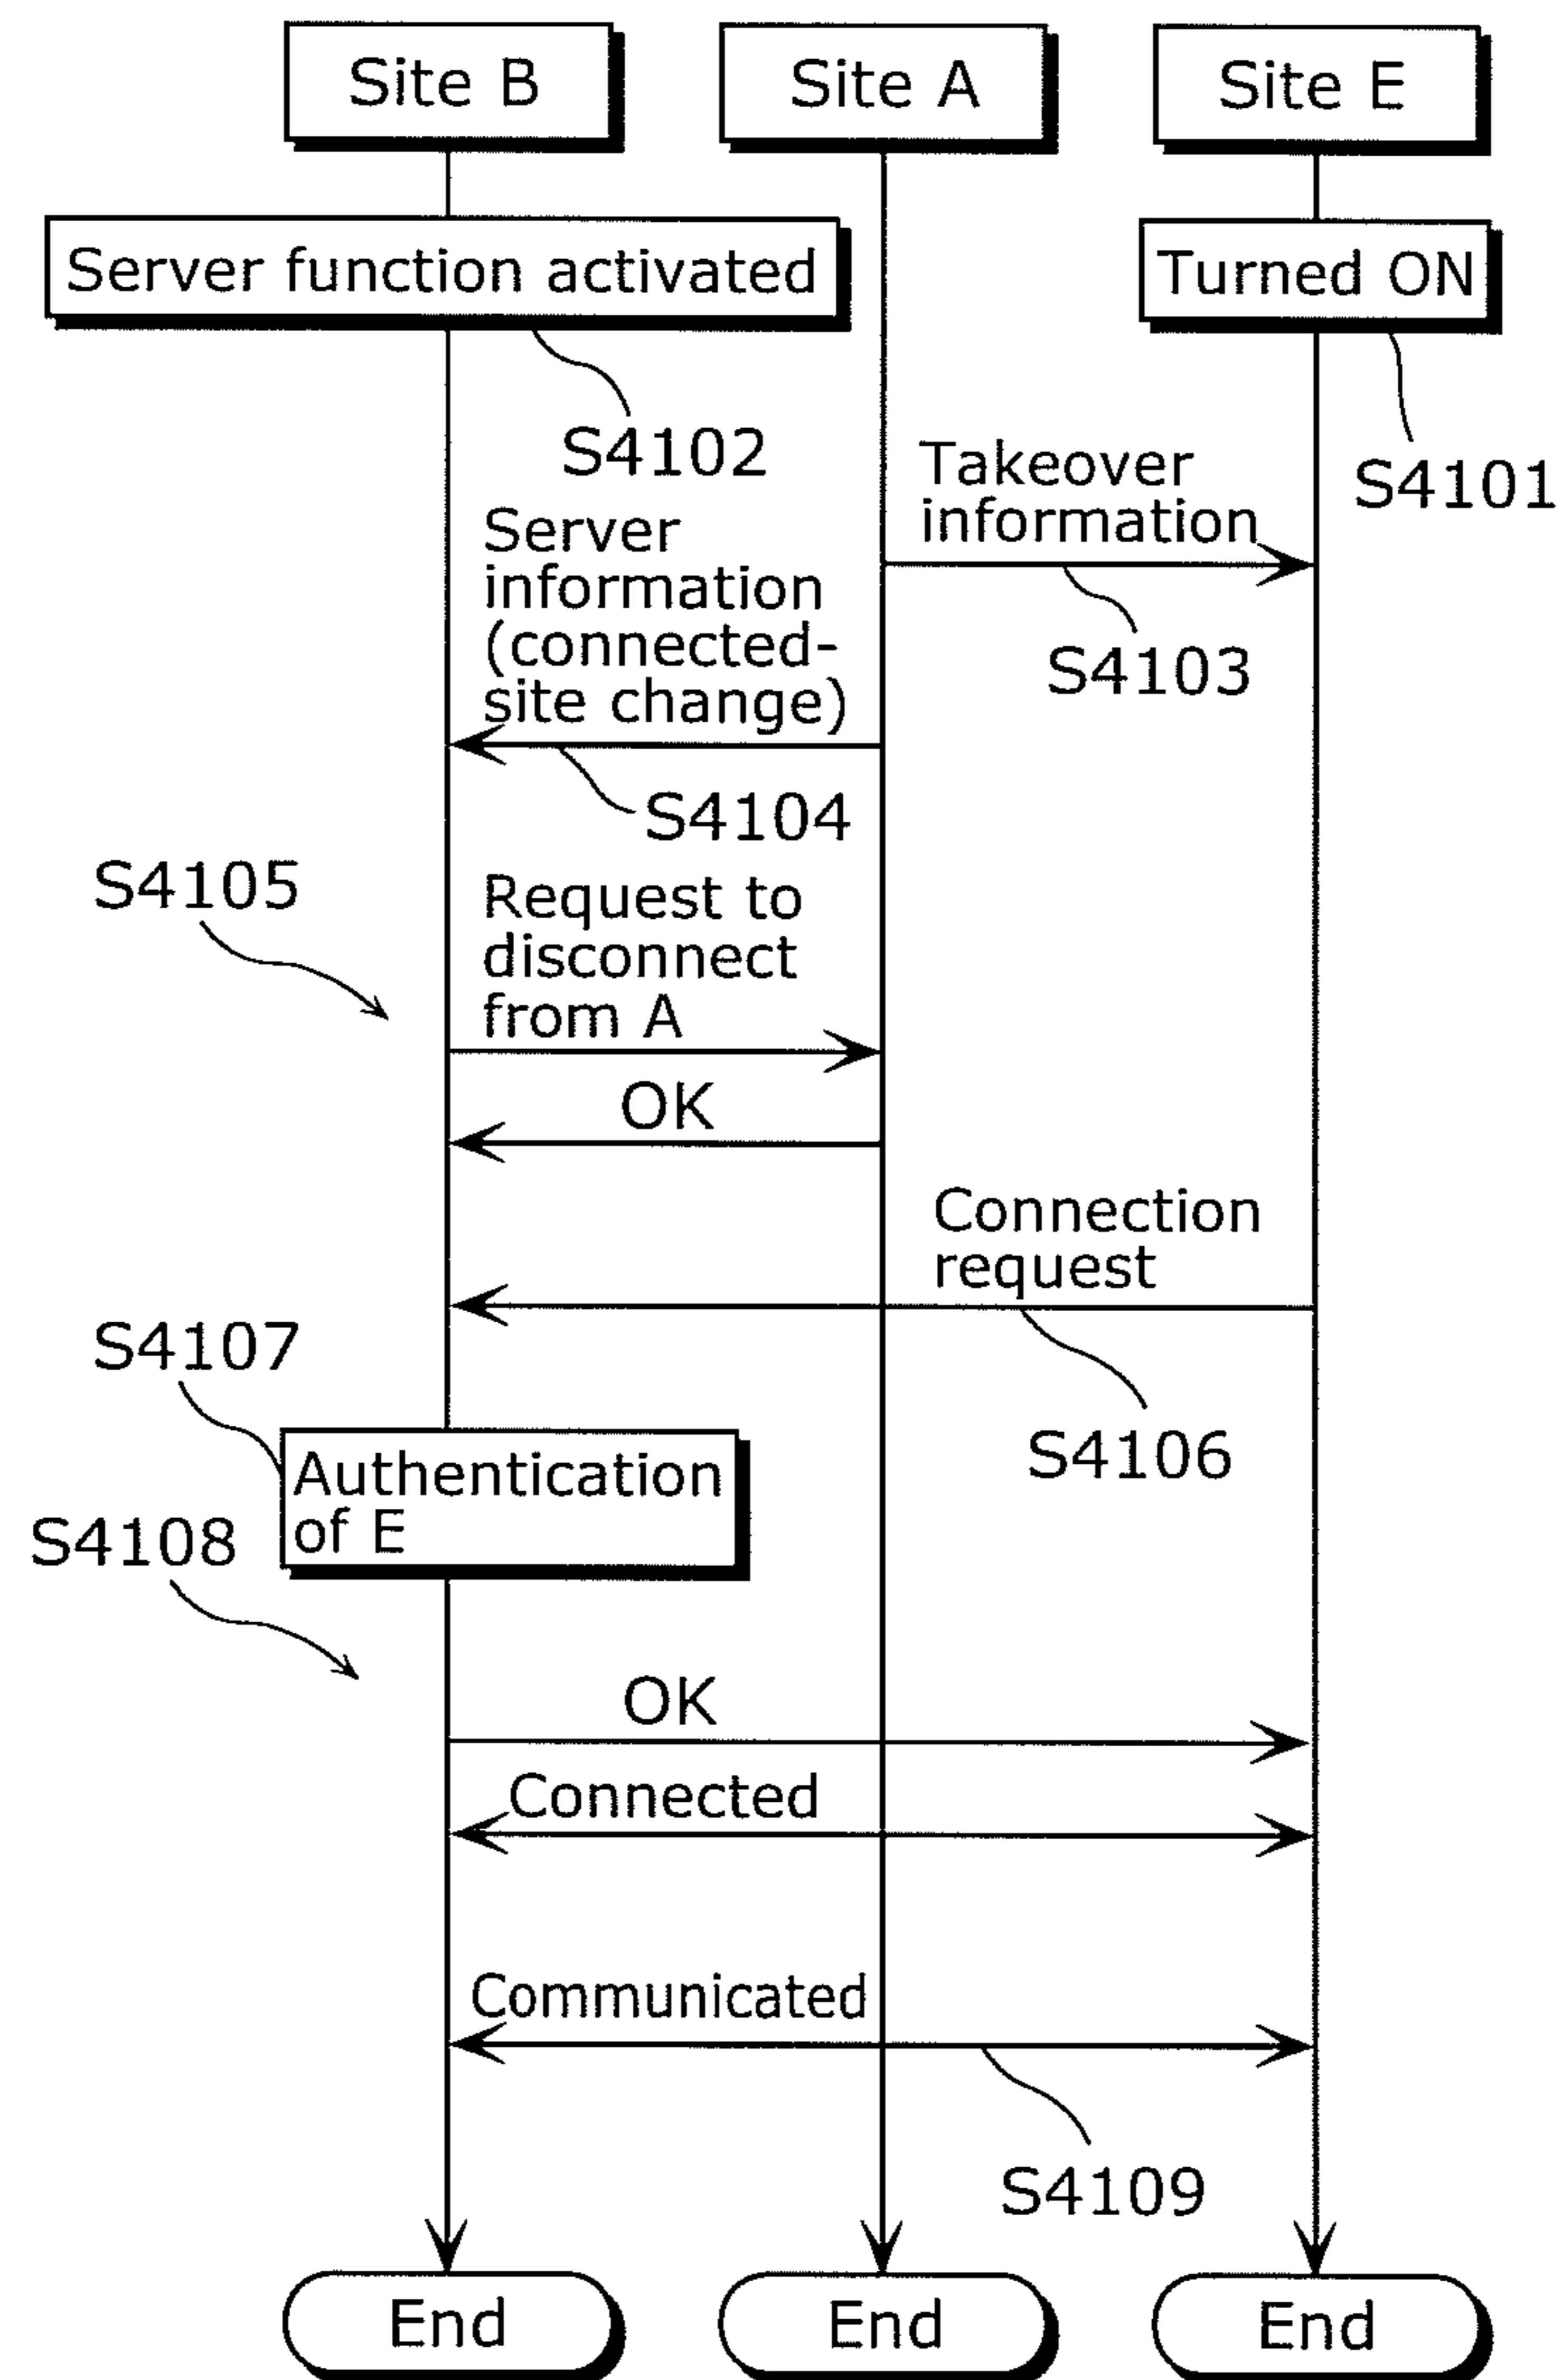 Site B
Site A
Site E
Server function activated
Turned ON
S4102
S4101
Takeover
information
S4103
Server
information
(connected-
site change)
S4104
S4105
Request to
disconnect
from A
OK
Connection
request
S4106
S4107
Authentication
of E
S4108
OK
Connected
Communicated
S4109
End
End
End